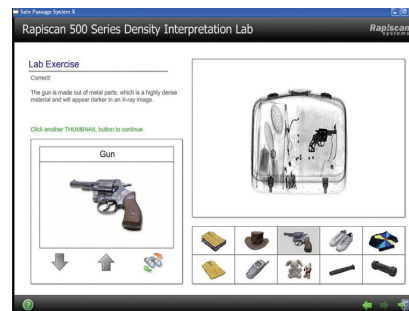 Safe Passage System X
Rapiscan 500 Series Density Interpretation Lab
Rapiscan
systems
Lab Exercise
Correct!
The gun is made out of metal parts, which is a highly dense
material and will appear darker in an X-ray image.
Click another THUMBNAIL button to continue.
Gun